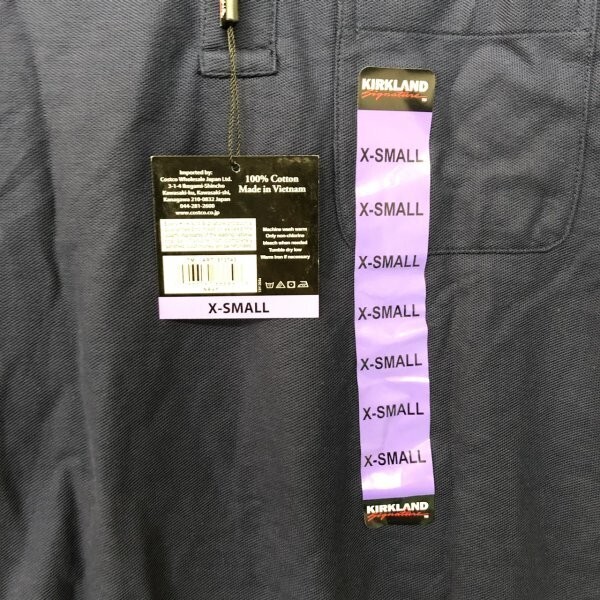 Imported by:
Costco Wholesale Japan Ltd.
3-1-4 Ikegami-Shincho
Kawasaki-ku, Kawasaki-shi,
Kanagawa 210-0832 Japan
044-281-2600
www.costco.co.jp
100% Cotton
Made in Vietnam
Machine wash warm
Only non-chlorine
bleach when needed
Tumble dry low
Warm iron if necessary
X-SMALL
KIRKLAND
Signature
X-SMALL
X-SMALL
X-SMALL
X-SMALL
X-SMALL
X-SMALL
X-SMALL
KIRKLAND
Signature